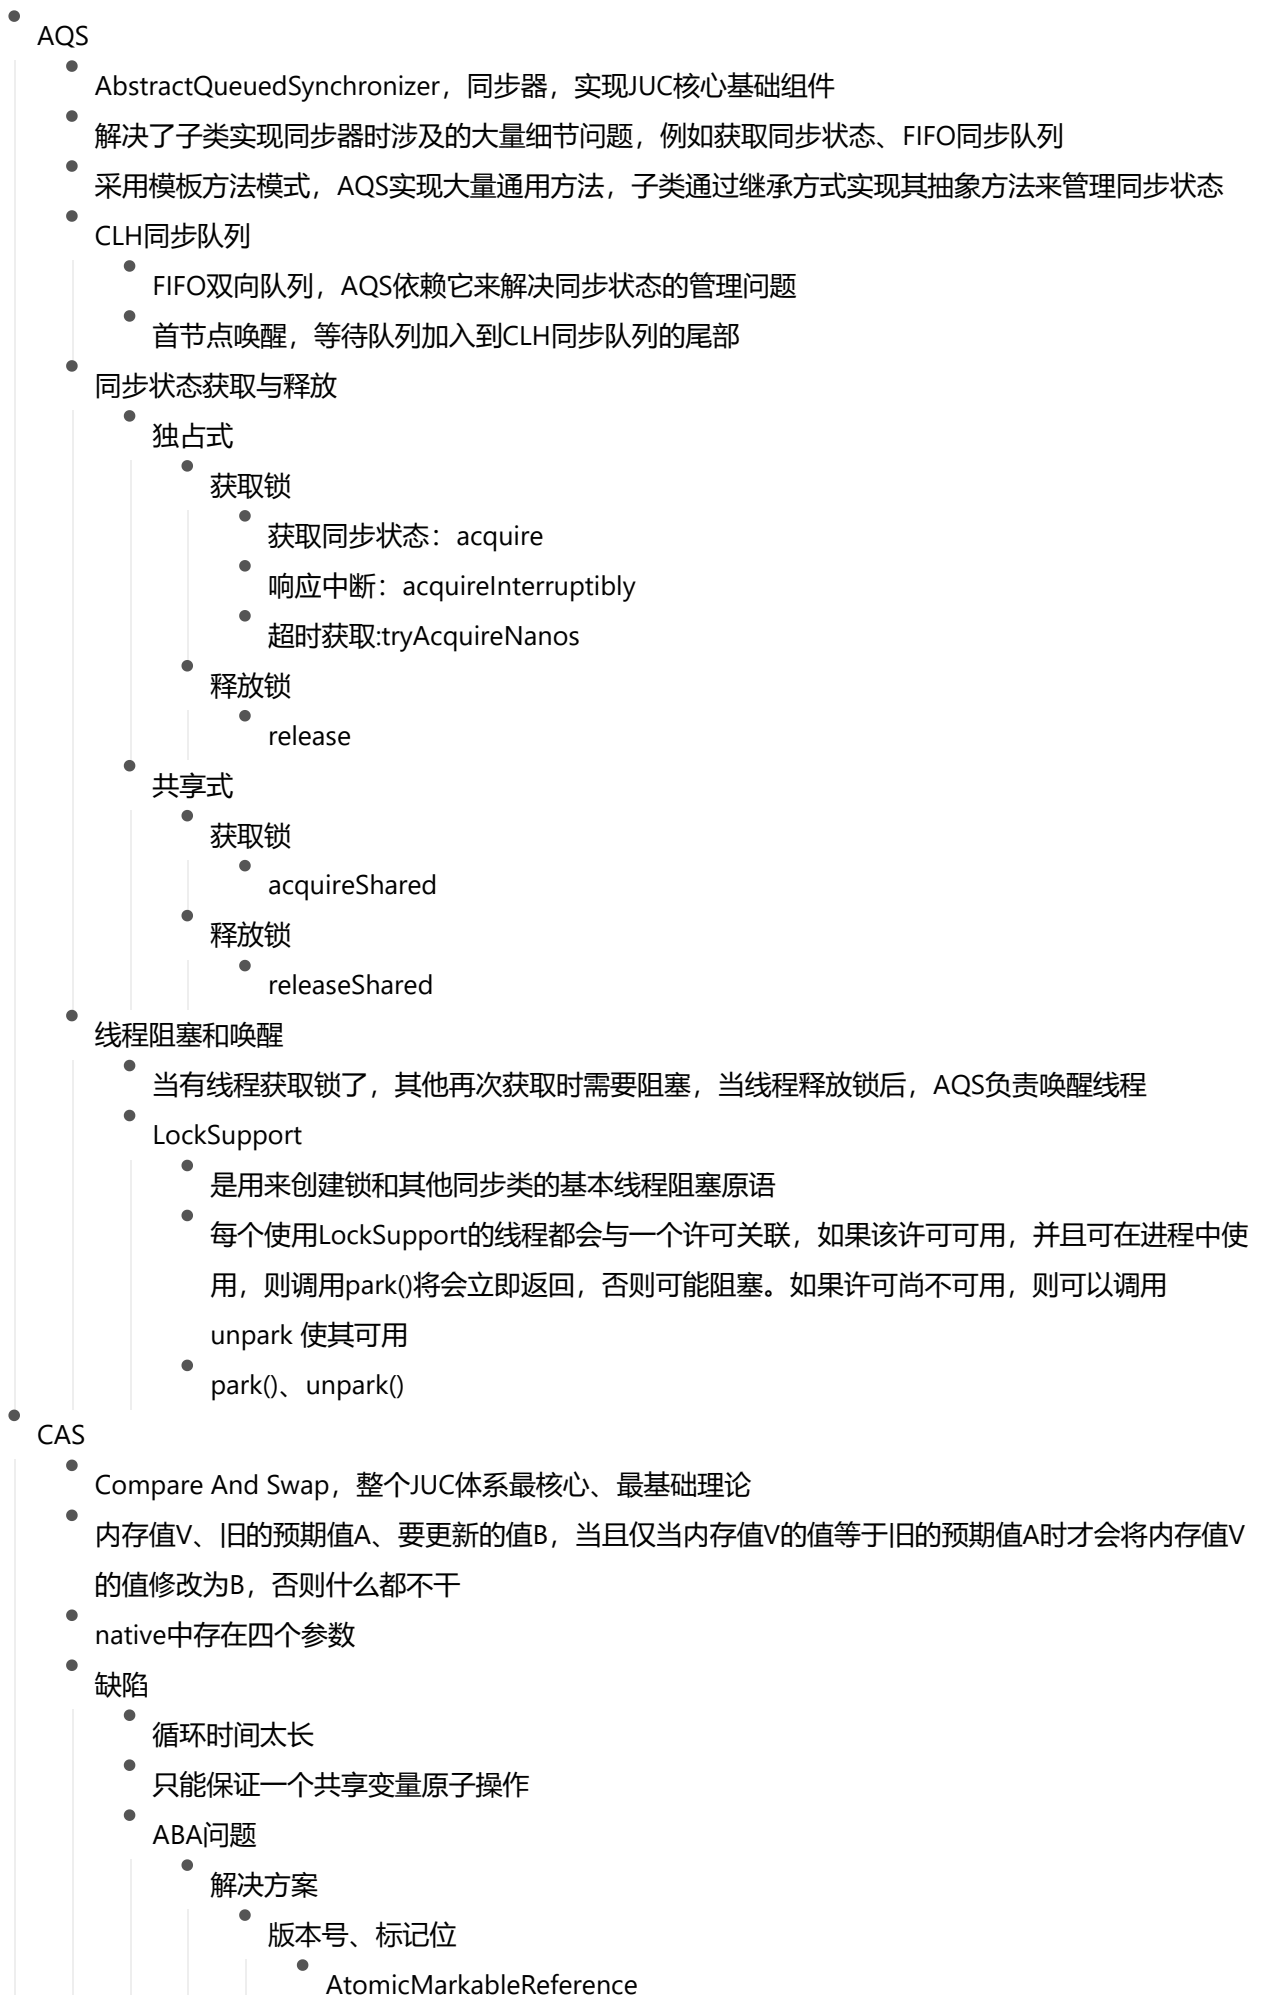 AQS
AbstractQueuedSynchronizer，同步器，实现JUC核心基础组件
解决了子类实现同步器时涉及的大量细节问题，例如获取同步状态、FIFO同步队列
采用模板方法模式，AQS实现大量通用方法，子类通过继承方式实现其抽象方法来管理同步状态
CLH同步队列
FIFO双向队列，AQS依赖它来解决同步状态的管理问题
首节点唤醒，等待队列加入到CLH同步队列的尾部
同步状态获取与释放
独占式
获取锁
获取同步状态：acquire
响应中断：acquireInterruptibly
超时获取:tryAcquireNanos
释放锁
release
共享式
获取锁
acquireShared
释放锁
releaseShared
线程阻塞和唤醒
当有线程获取锁了，其他再次获取时需要阻塞，当线程释放锁后，AQS负责唤醒线程
LockSupport
是用来创建锁和其他同步类的基本线程阻塞原语
每个使用LockSupport的线程都会与一个许可关联，如果该许可可用，并且可在进程中使
用，则调用park()将会立即返回，否则可能阻塞。如果许可尚不可用，则可以调用
unpark 使其可用
park()、unpark()
CAS
Compare And Swap，整个JUC体系最核心、最基础理论
内存值V、旧的预期值A、要更新的值B，当且仅当内存值V的值等于旧的预期值A时才会将内存值V
的值修改为B，否则什么都不干
native中存在四个参数
缺陷
循环时间太长
只能保证一个共享变量原子操作
ABA问题
解决方案
版本号、标记位
AtomicMarkableReference